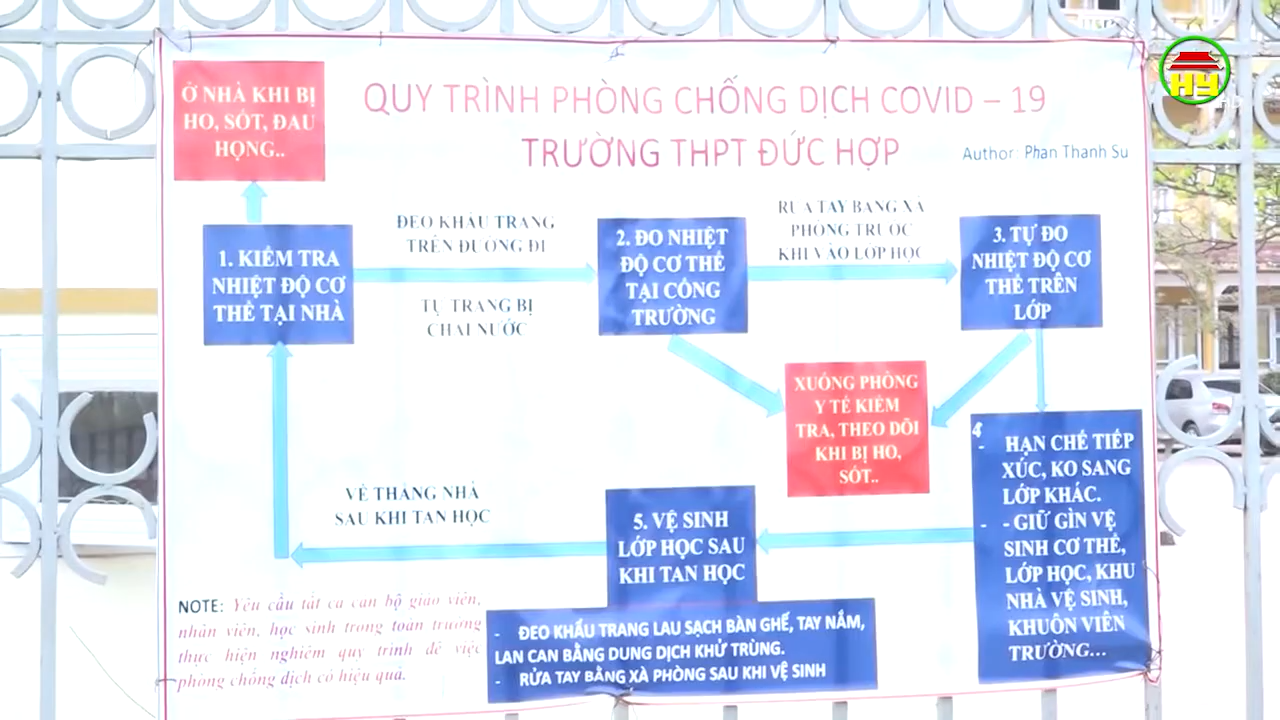 HY
HD
QUY TRÌNH PHÒNG CHỐNG DỊCH COVID – 19
TRƯỜNG THPT ĐỨC HỢP
Author: Phan Thanh Su
Ở NHÀ KHI BỊ
HO, SỐT, ĐAU
HỌNG..
1. KIỂM TRA
NHIỆT ĐỘ CƠ
THỂ TẠI NHÀ
ĐEO KHẨU TRANG
TRÊN ĐƯỜNG ĐI
TỰ TRANG BỊ
CHAI NƯỚC
2. ĐO NHIỆT
ĐỘ CƠ THỂ
TẠI CỔNG
TRƯỜNG
RỬA TAY BẰNG XÀ
PHÒNG TRƯỚC
KHI VÀO LỚP HỌC
3. TỰ ĐO
NHIỆT ĐỘ CƠ
THỂ TRÊN
LỚP
XUỐNG PHÒNG
Y TẾ KIỂM
TRA, THEO DÕI
KHI BỊ HO,
SỐT..
4
- HẠN CHẾ TIẾP
XÚC, KO SANG
LỚP KHÁC.
- - GIỮ GÌN VỆ
SINH CƠ THỂ,
LỚP HỌC, KHU
NHÀ VỆ SINH,
KHUÔN VIÊN
TRƯỜNG...
5. VỆ SINH
LỚP HỌC SAU
KHI TAN HỌC
- ĐEO KHẨU TRANG LAU SẠCH BÀN GHẾ, TAY NẮM,
LAN CAN BẰNG DUNG DỊCH KHỬ TRÙNG.
- RỬA TAY BẰNG XÀ PHÒNG SAU KHI VỆ SINH
VỀ THẲNG NHÀ
SAU KHI TAN HỌC
NOTE: Yêu cầu tất cả cán bộ giáo viên,
nhân viên, học sinh trong toàn trường
thực hiện nghiêm quy trình để việc
phòng chống dịch có hiệu quả.